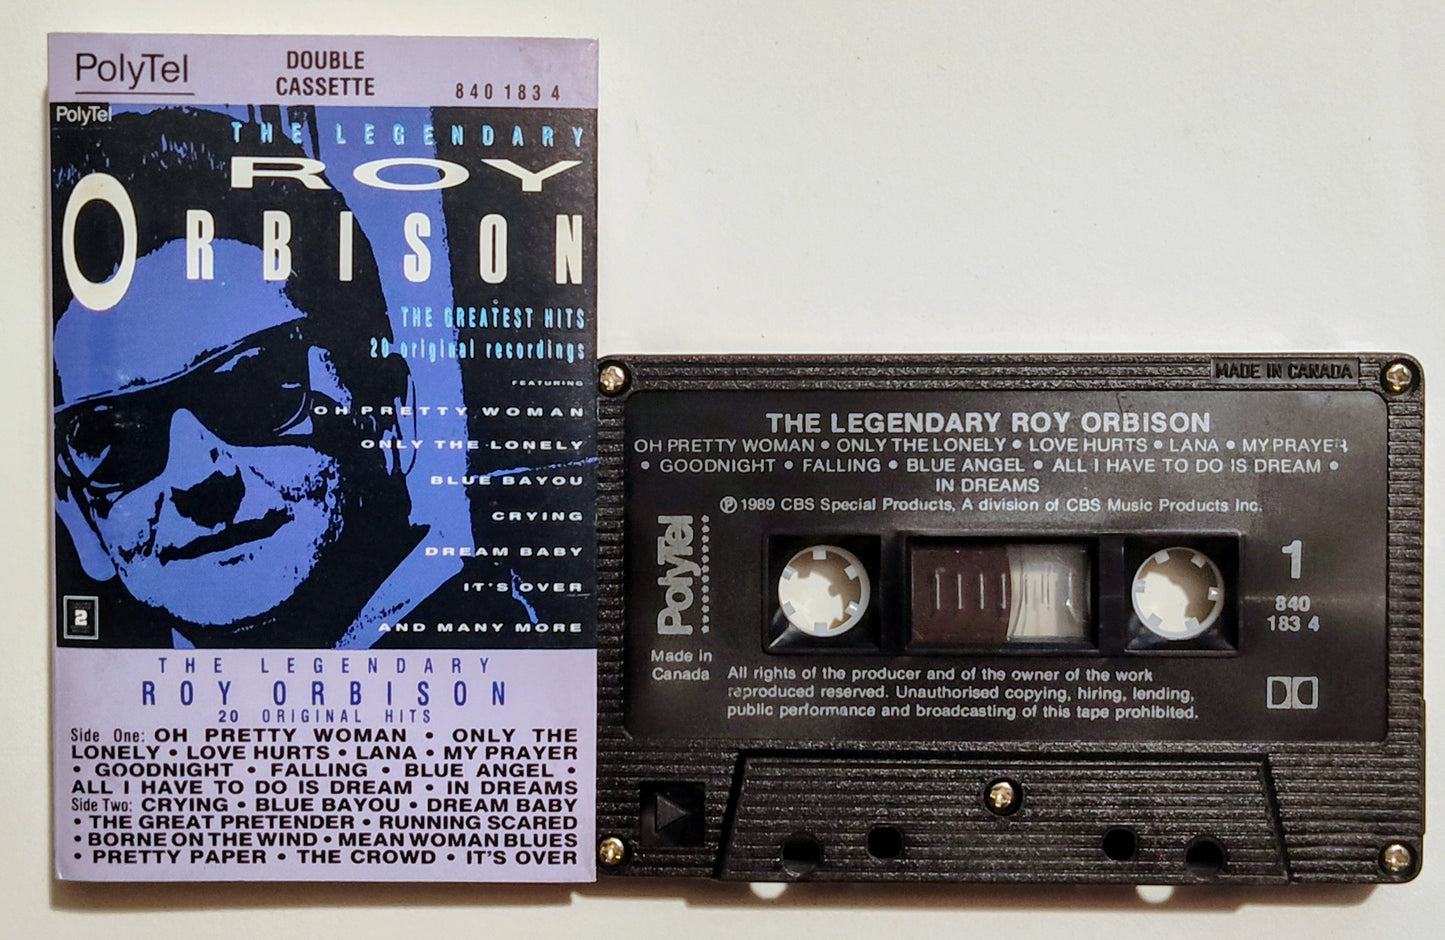 PolyTel
DOUBLE
CASSETTE
840 183 4
PolyTel
THE LEGENDARY
ROY
ORBISON
THE GREATEST HITS
20 original recordings
FEATURING
OH PRETTY WOMAN
ONLY THE LONELY
BLUE BAYOU
CRYING
DREAM BABY
IT'S OVER
AND MANY MORE
2
THE LEGENDARY
ROY ORBISON
20 ORIGINAL HITS
Side One: OH PRETTY WOMAN • ONLY THE
LONELY • LOVE HURTS • LANA • MY PRAYER
• GOODNIGHT • FALLING • BLUE ANGEL •
ALL I HAVE TO DO IS DREAM • IN DREAMS
Side Two: CRYING • BLUE BAYOU • DREAM BABY
• THE GREAT PRETENDER • RUNNING SCARED
• BORNE ON THE WIND • MEAN WOMAN BLUES
• PRETTY PAPER • THE CROWD • IT'S OVER
MADE IN CANADA
THE LEGENDARY ROY ORBISON
OH PRETTY WOMAN • ONLY THE LONELY • LOVE HURTS • LANA • MY PRAYER
• GOODNIGHT • FALLING • BLUE ANGEL • ALL I HAVE TO DO IS DREAM •
IN DREAMS
℗ 1989 CBS Special Products, A division of CBS Music Products Inc.
PolyTel
1
840
183 4
Made in
Canada
All rights of the producer and of the owner of the work
reproduced reserved. Unauthorised copying, hiring, lending,
public performance and broadcasting of this tape prohibited.